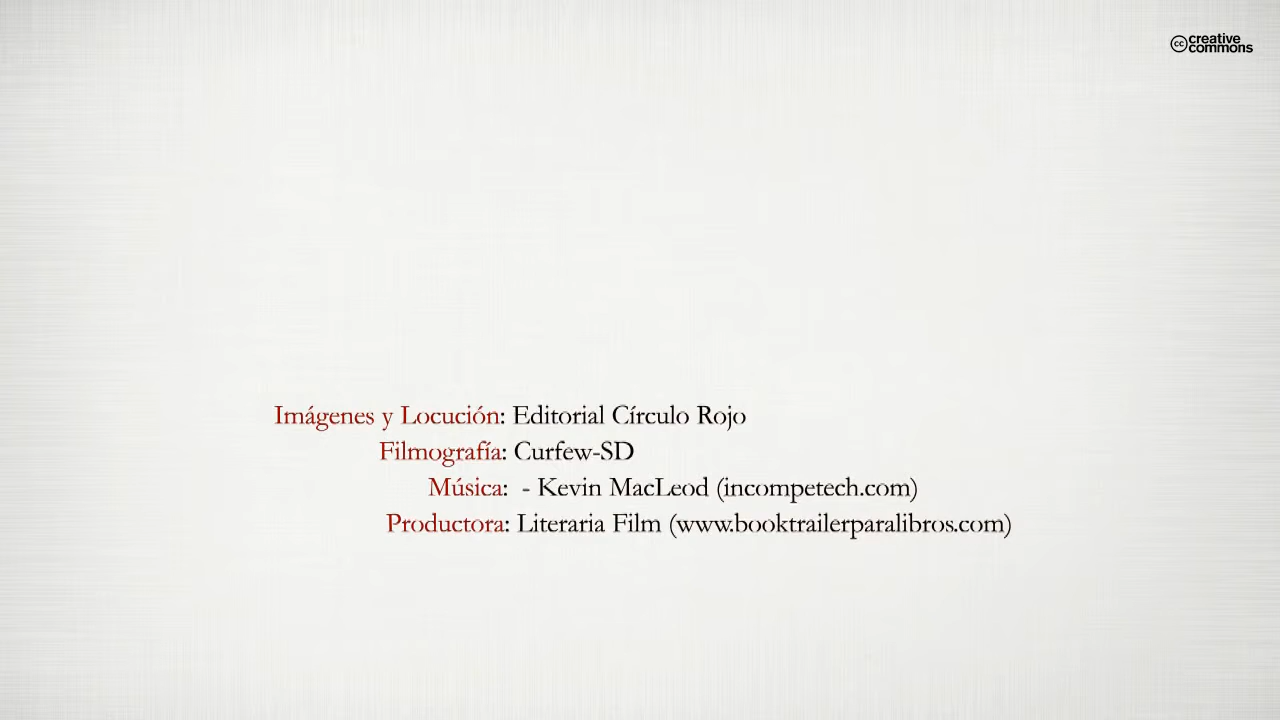 cc creative
commons
Imágenes y Locución: Editorial Círculo Rojo
Filmografía: Curfew-SD
Música: - Kevin MacLeod (incompetech.com)
Productora: Literaria Film (www.booktrailerparalibros.com)